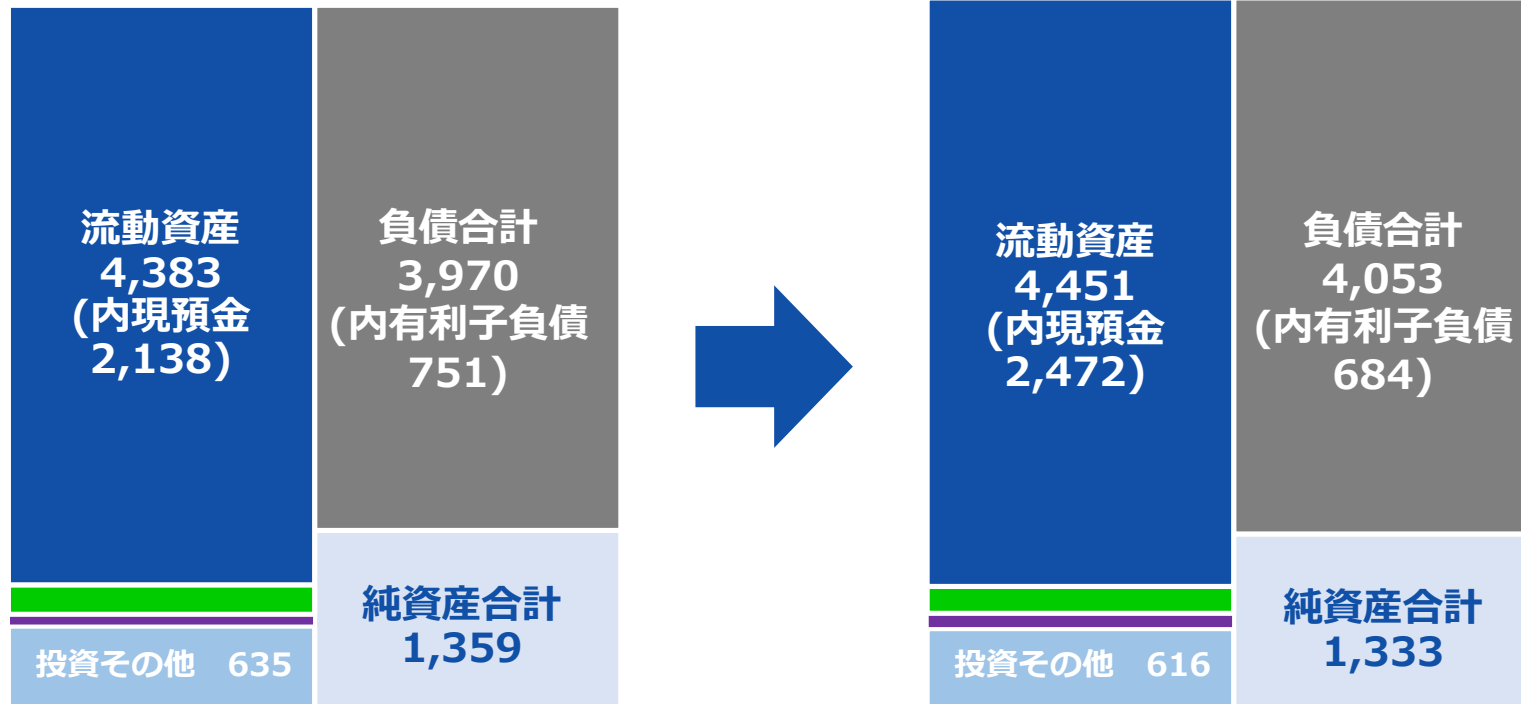 流動資産
4,383
(内現預金
2,138)
負債合計
3,970
(内有利子負債
751)
投資その他　635
純資産合計
1,359
流動資産
4,451
(内現預金
2,472)
負債合計
4,053
(内有利子負債
684)
投資その他　616
純資産合計
1,333